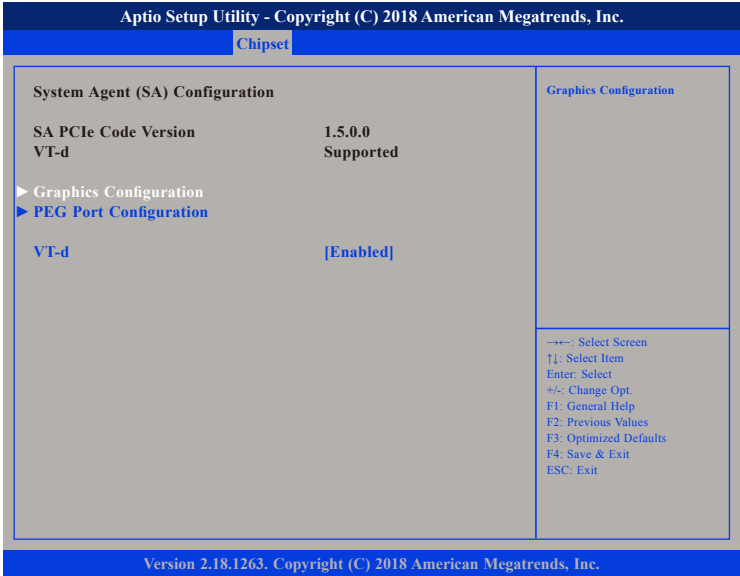 Aptio Setup Utility - Copyright (C) 2018 American Megatrends, Inc.
Chipset
System Agent (SA) Configuration
SA PCIe Code Version 1.5.0.0
VT-d Supported
► Graphics Configuration
► PEG Port Configuration
VT-d [Enabled]
Graphics Configuration
→←: Select Screen
↑↓: Select Item
Enter: Select
+/-: Change Opt.
F1: General Help
F2: Previous Values
F3: Optimized Defaults
F4: Save & Exit
ESC: Exit
Version 2.18.1263. Copyright (C) 2018 American Megatrends, Inc.